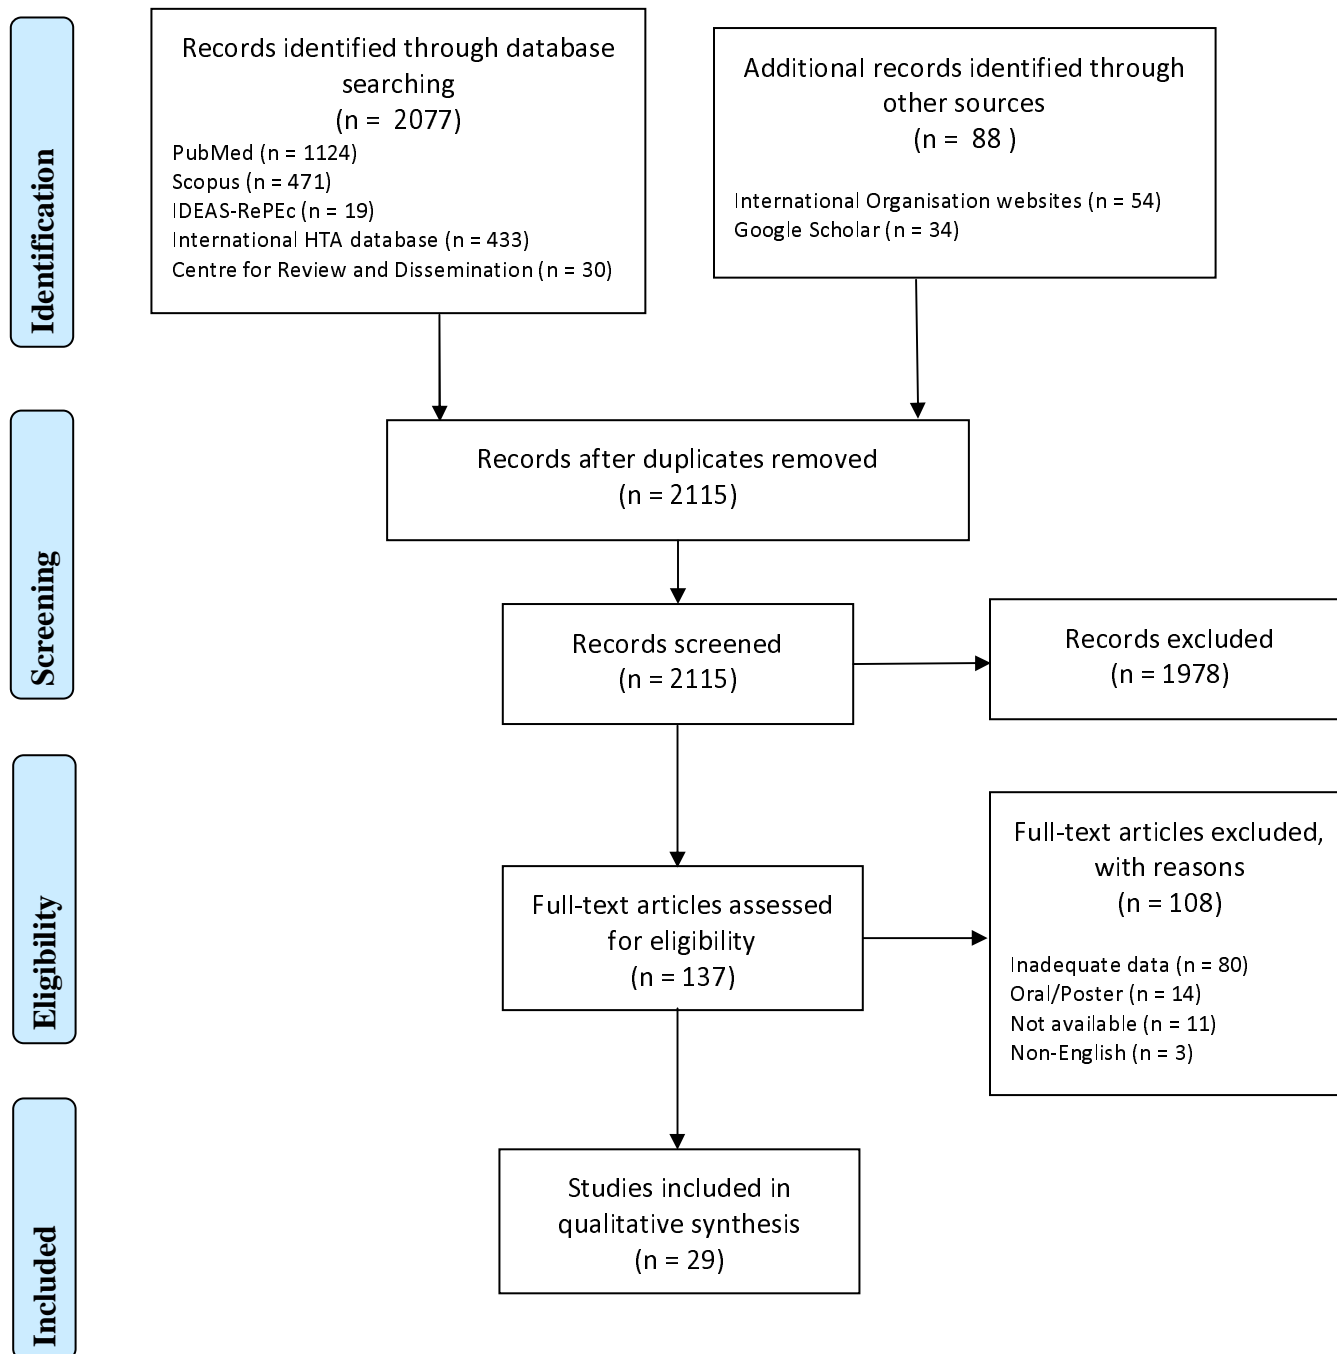 Identification
Records identified through database
searching
(n = 2077)
PubMed (n = 1124)
Scopus (n = 471)
IDEAS-RePEc (n = 19)
International HTA database (n = 433)
Centre for Review and Dissemination (n = 30)
Additional records identified through
other sources
(n = 88 )
International Organisation websites (n = 54)
Google Scholar (n = 34)
Screening
Records after duplicates removed
(n = 2115)
Records screened
(n = 2115)
Records excluded
(n = 1978)
Eligibility
Full-text articles assessed
for eligibility
(n = 137)
Full-text articles excluded,
with reasons
(n = 108)
Inadequate data (n = 80)
Oral/Poster (n = 14)
Not available (n = 11)
Non-English (n = 3)
Included
Studies included in
qualitative synthesis
(n = 29)